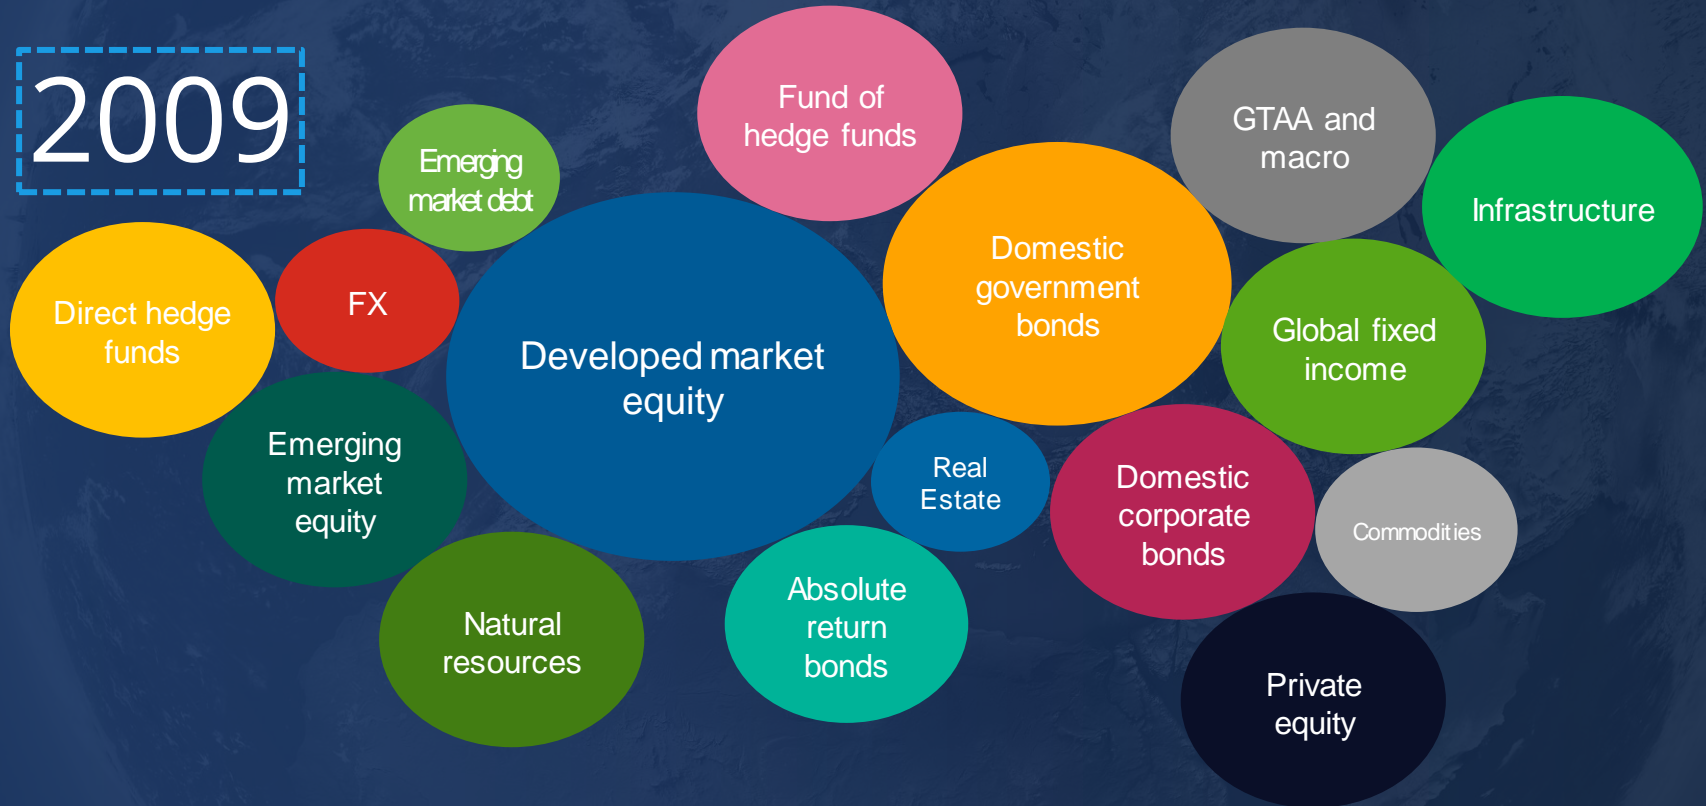 2009
Fund of
hedge funds
GTAA and
macro
Emerging
market debt
Infrastructure
Domestic
government
bonds
Direct hedge
funds
FX
Developed market
equity
Global fixed
income
Emerging
market
equity
Real
Estate
Domestic
corporate
bonds
Commodities
Natural
resources
Absolute
return
bonds
Private
equity